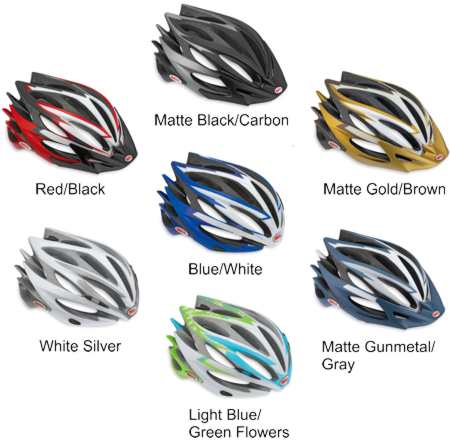 Matte Black/Carbon
Red/Black
Matte Gold/Brown
Blue/White
White Silver
Matte Gunmetal/
Gray
Light Blue/
Green Flowers